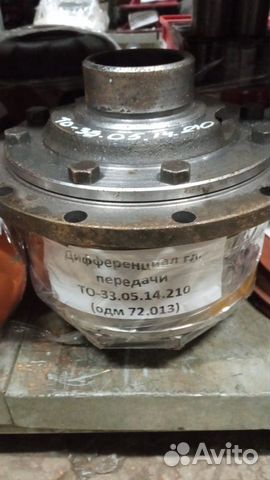 ТО-33.05.14.210
Дифференциал гл.
передачи
ТО-33.05.14.210
(одм 72.013)
Avito